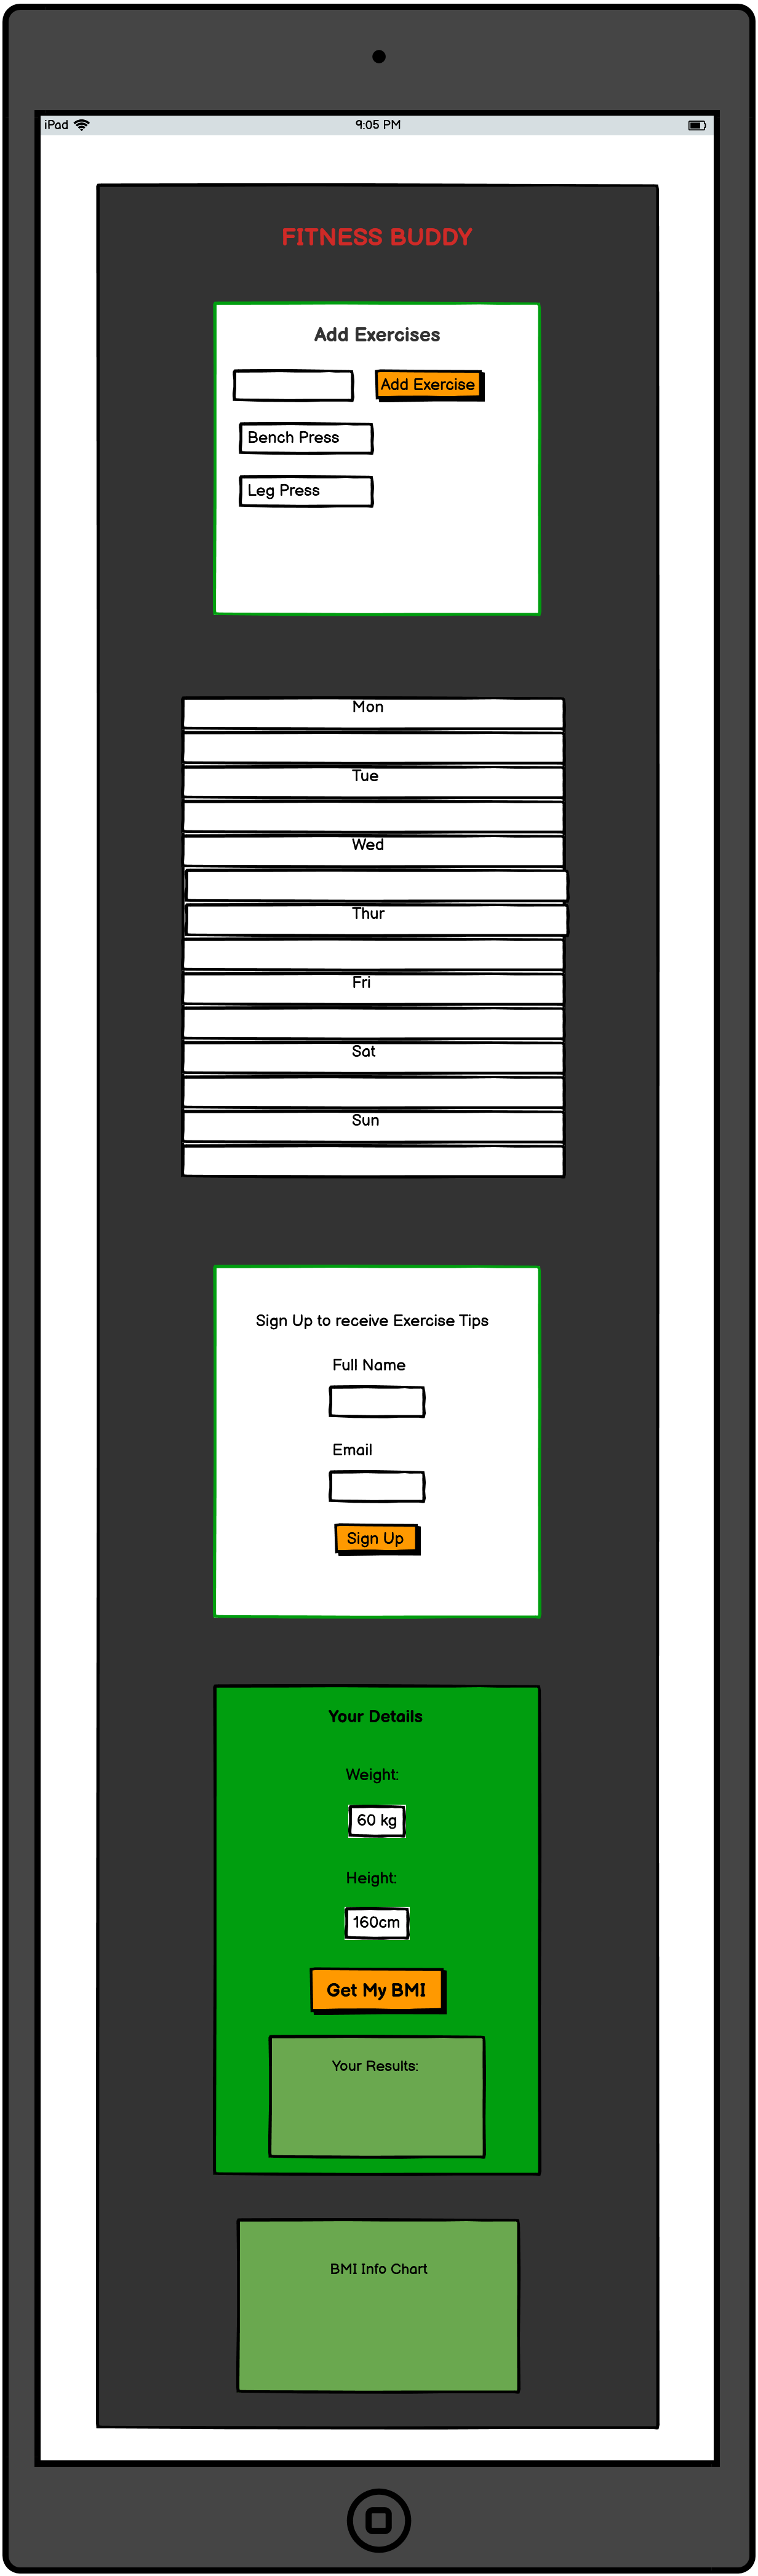 iPad 9:05 PM
FITNESS BUDDY
Add Exercises
Add Exercise
Bench Press
Leg Press
Mon
Tue
Wed
Thur
Fri
Sat
Sun
Sign Up to receive Exercise Tips
Full Name
Email
Sign Up
Your Details
Weight:
60 kg
Height:
160cm
Get My BMI
Your Results:
BMI Info Chart